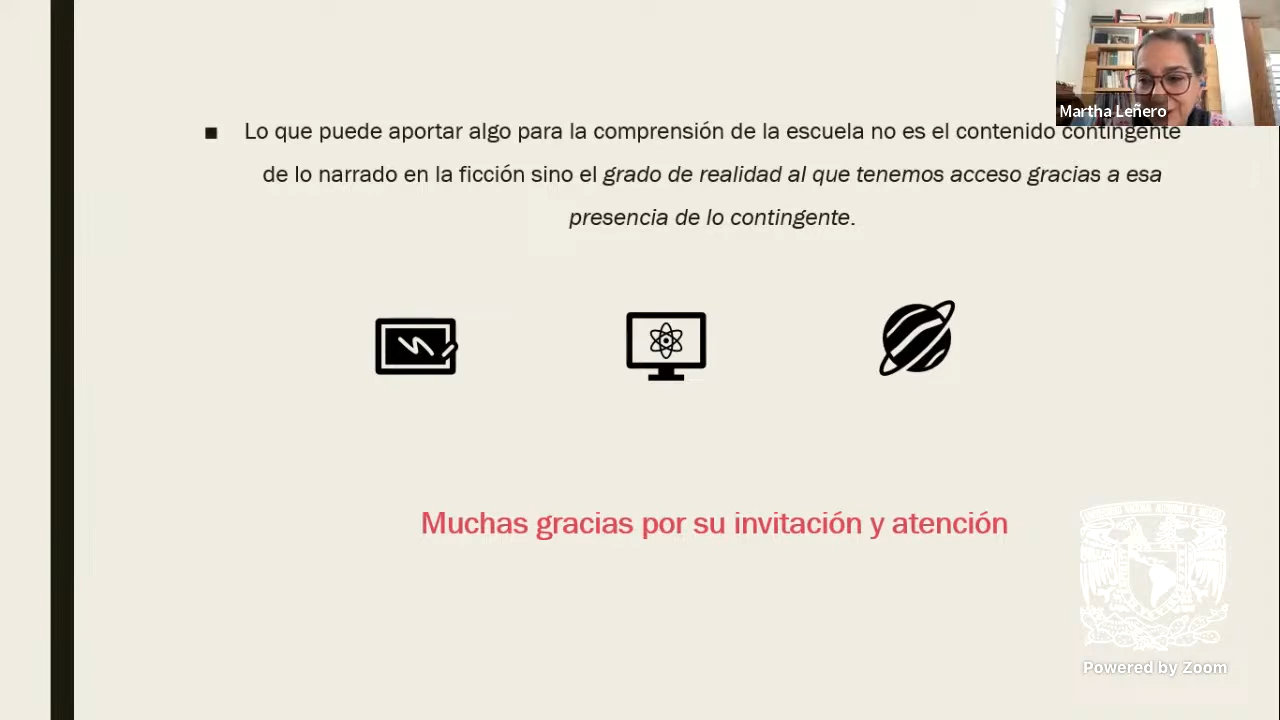 Martha Leñero
■ Lo que puede aportar algo para la comprensión de la escuela no es el contenido contingente
de lo narrado en la ficción sino el grado de realidad al que tenemos acceso gracias a esa
presencia de lo contingente.
Muchas gracias por su invitación y atención
Powered by Zoom